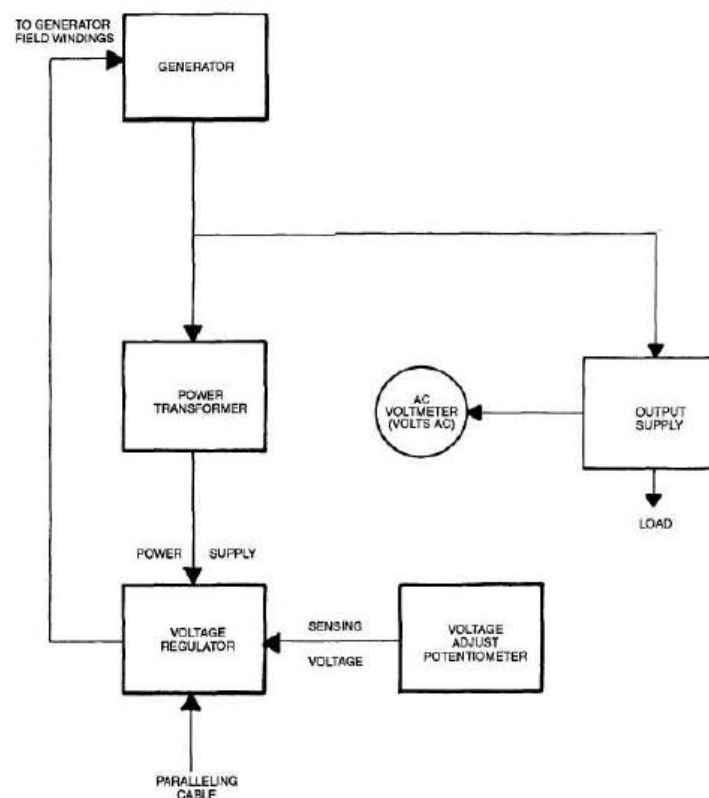 TO GENERATOR
FIELD WINDINGS
GENERATOR
POWER
TRANSFORMER
AC
VOLTMETER
(VOLTS AC)
OUTPUT
SUPPLY
LOAD
POWER SUPPLY
VOLTAGE
REGULATOR
SENSING
VOLTAGE
VOLTAGE
ADJUST
POTENTIOMETER
PARALLELING
CABLE